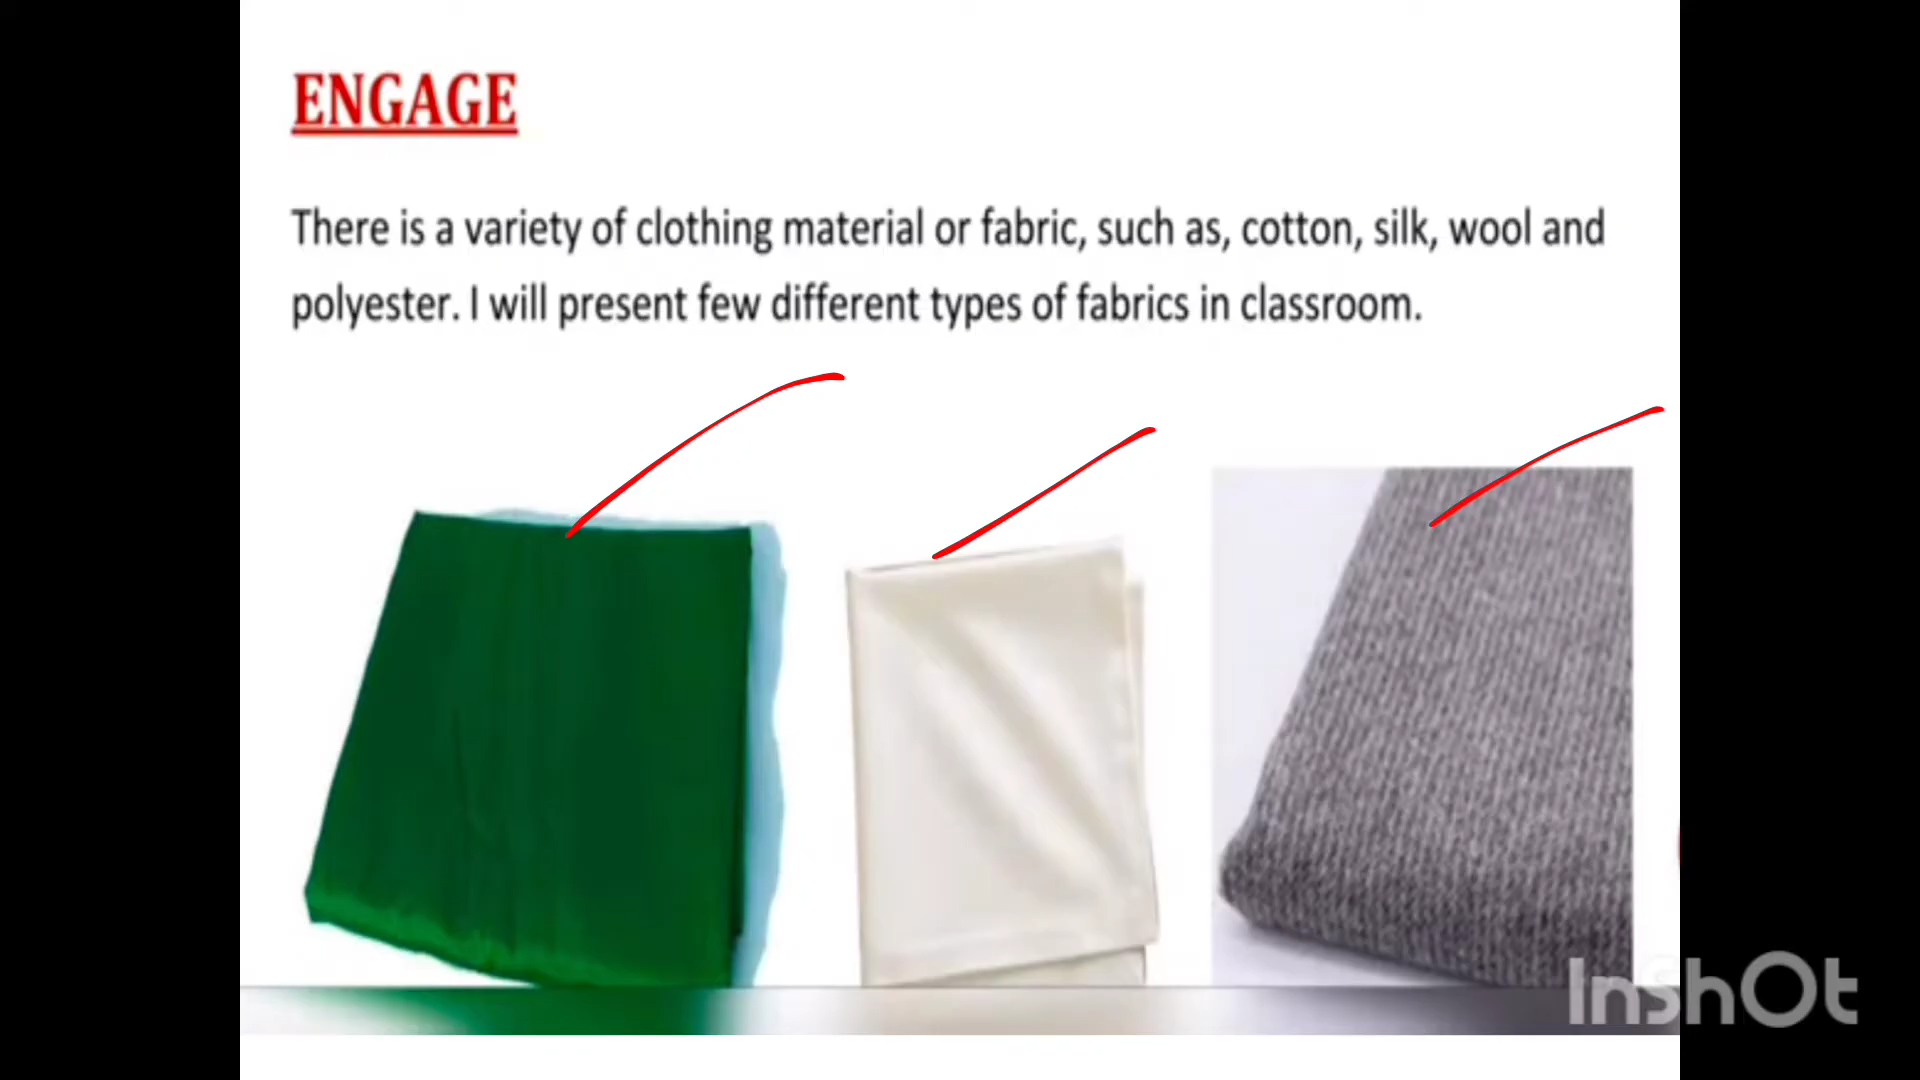 ENGAGE
There is a variety of clothing material or fabric, such as, cotton, silk, wool and
polyester. I will present few different types of fabrics in classroom.
InShOt